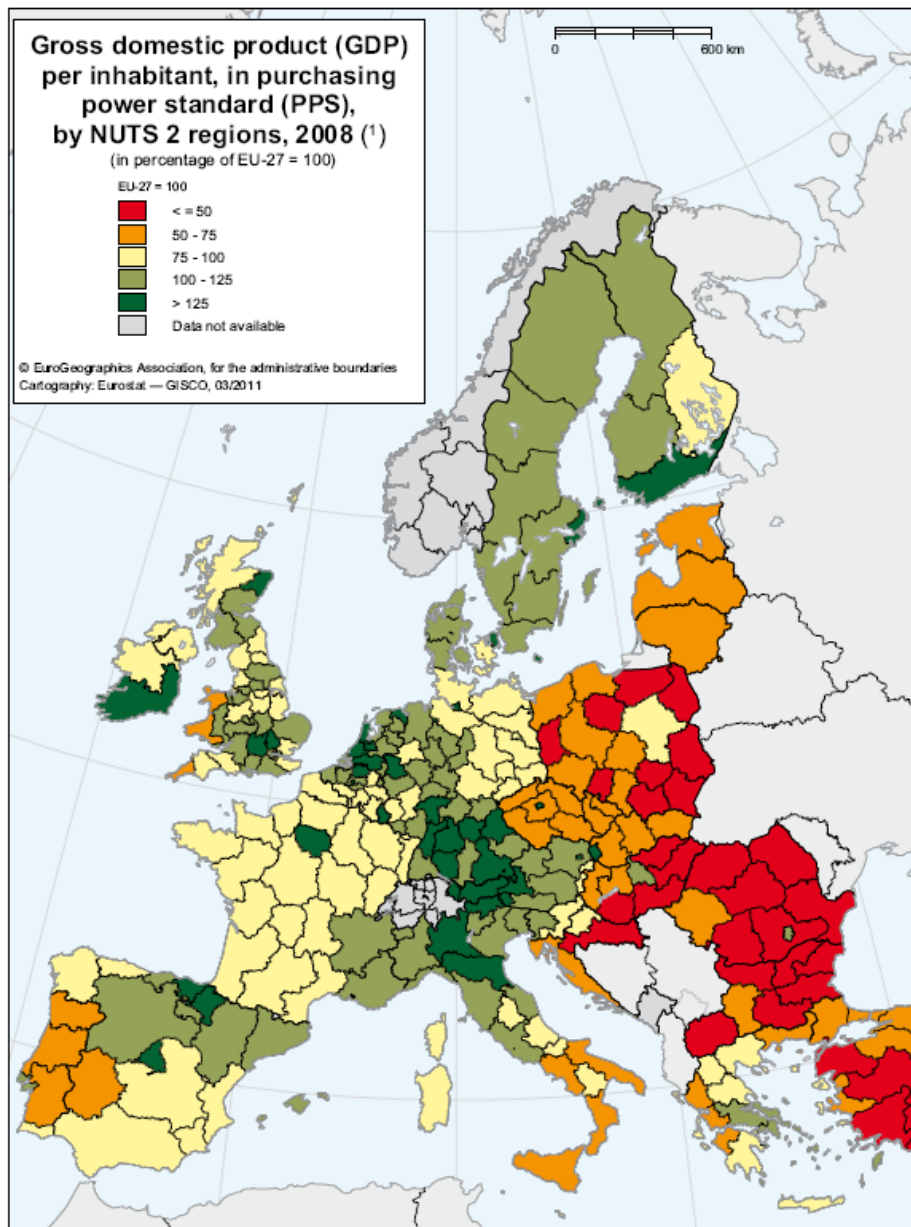 Gross domestic product (GDP)
per inhabitant, in purchasing
power standard (PPS),
by NUTS 2 regions, 2008 (¹)
(in percentage of EU-27 = 100)
EU-27 = 100
< = 50
50 - 75
75 - 100
100 - 125
> 125
Data not available
© EuroGeographics Association, for the administrative boundaries
Cartography: Eurostat — GISCO, 03/2011
0 600 km